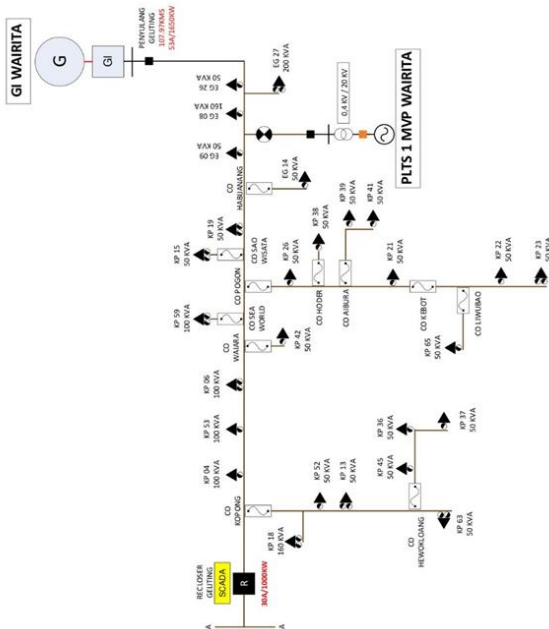 GI WAIRITA
G
GI
PENYULANG
GELITING
107.97KMS
53A/1650KW
EG 26
50 KVA
EG 27
200 KVA
EG 08
160 KVA
EG 09
50 KVA
0,4 KV / 20 KV
PLTS 1 MVP WAIRITA
CO
HABUANANG
EG 14
50 KVA
KP 19
50 KVA
KP 15
50 KVA
CO SAO
WISATA
CO POGON
KP 26
50 KVA
KP 38
50 KVA
CO HODER
KP 39
50 KVA
KP 41
50 KVA
CO AIBURA
KP 21
50 KVA
CO KEBOT
KP 22
50 KVA
KP 23
50 KVA
CO LIWUBAO
KP 65
50 KVA
KP 59
100 KVA
CO SEA
WORLD
CO
WAIARA
KP 42
50 KVA
KP 06
100 KVA
KP 53
100 KVA
KP 04
100 KVA
CO
KOPONG
KP 18
160 KVA
KP 52
50 KVA
KP 13
50 KVA
KP 36
50 KVA
KP 37
50 KVA
KP 45
50 KVA
CO
HEWOKLOANG
KP 63
50 KVA
RECLOSER
GELITING
SCADA
R
30A/1000KW
A
A